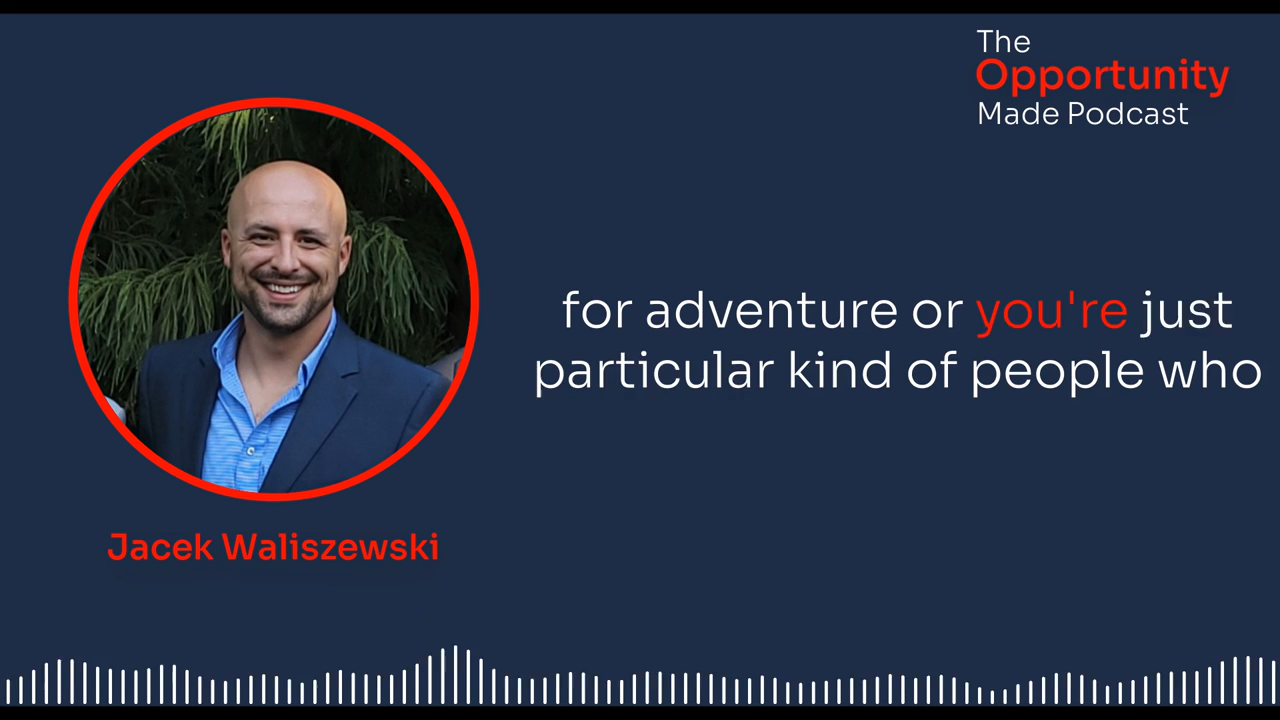 The
Opportunity
Made Podcast
for adventure or you're just
particular kind of people who
Jacek Waliszewski